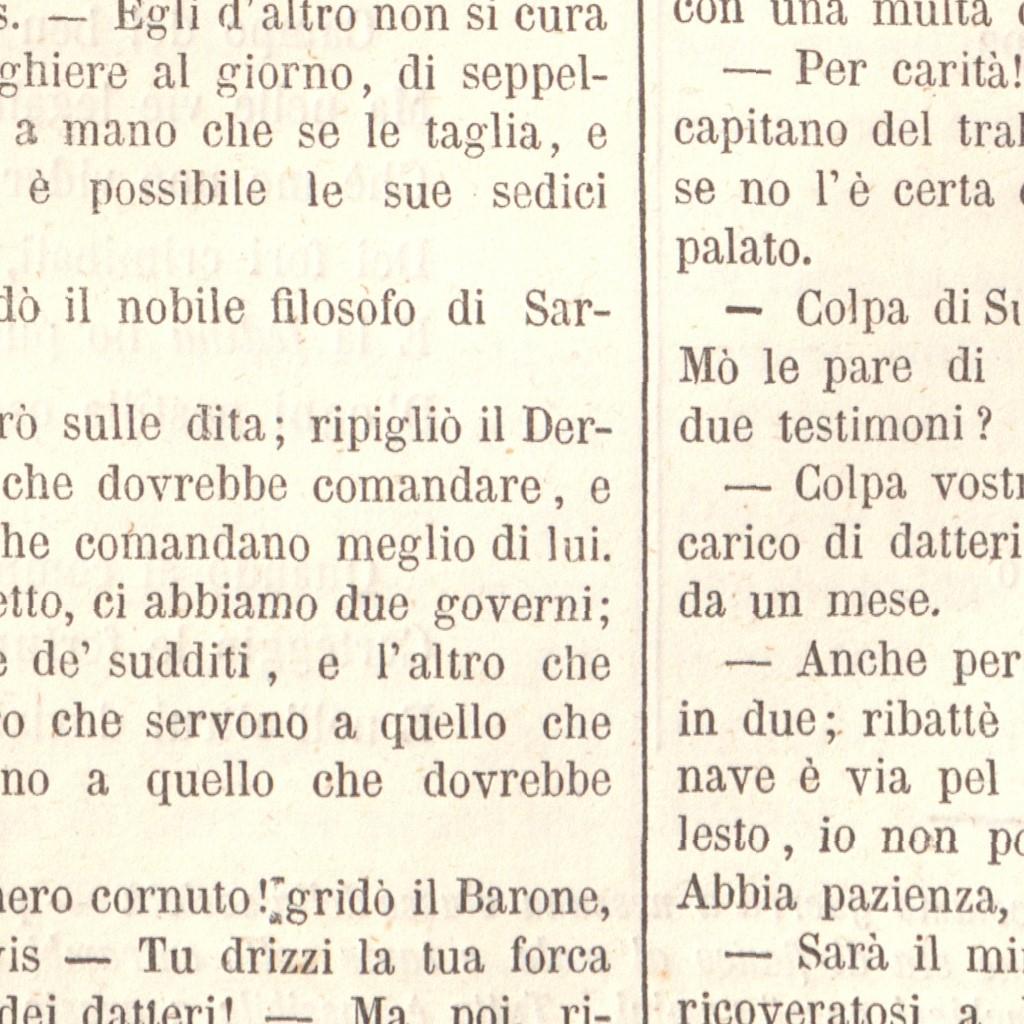 s. — Egli d'altro non si cura
ghiere al giorno, di seppel-
a mano che se le taglia, e
è possibile le sue sedici
dò il nobile filosofo di Sar-
rò sulle dita; ripigliò il Der-
che dovrebbe comandare, e
he comandano meglio di lui.
etto, ci abbiamo due governi;
e de' sudditi, e l'altro che
o che servono a quello che
no a quello che dovrebbe
nero cornuto! gridò il Barone,
vis — Tu drizzi la tua forca
dei datteri! — Ma poi ri-
con una multa
— Per carità!
capitano del tral
se no l'è certa
palato.
— Colpa di Su
Mò le pare di
due testimoni?
— Colpa vostr
carico di datteri
da un mese.
— Anche per
in due; ribattè
nave è via pel
lesto, io non po
Abbia pazienza,
— Sarà il min
ricoveratosi a